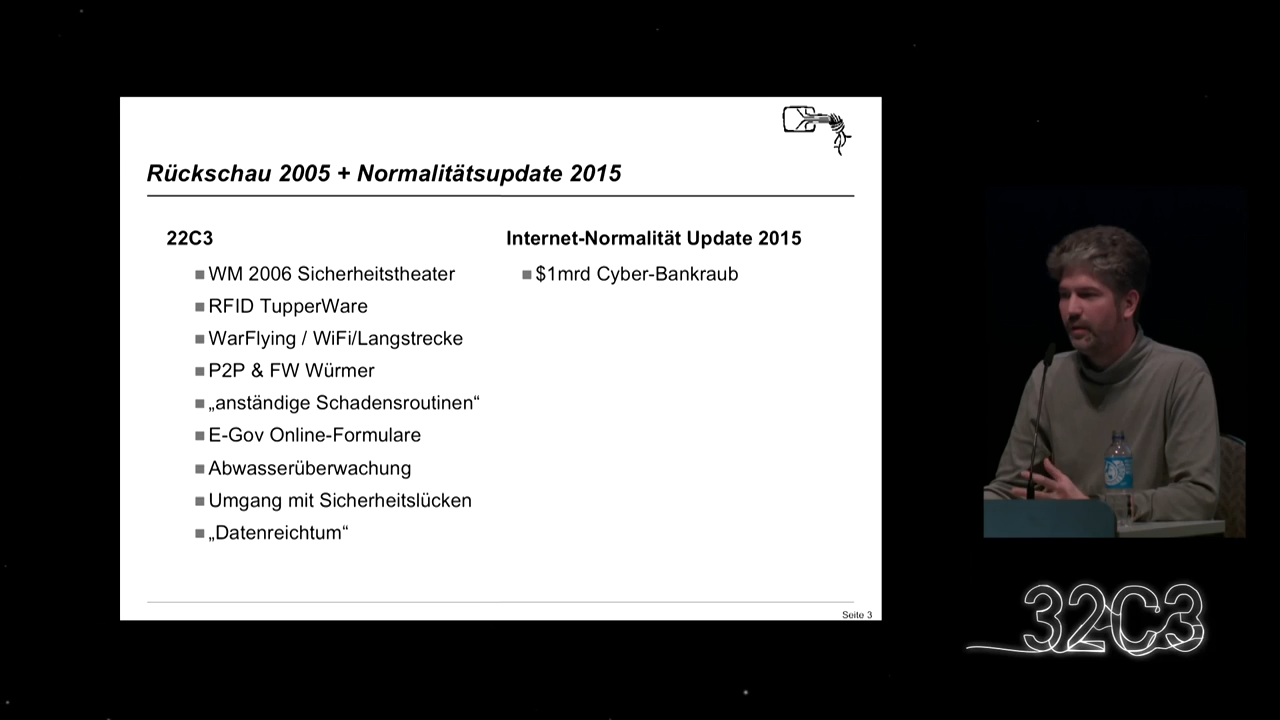 Rückschau 2005 + Normalitätsupdate 2015
22C3
WM 2006 Sicherheitstheater
RFID TupperWare
WarFlying / WiFi/Langstrecke
P2P & FW Würmer
„anständige Schadensroutinen“
E-Gov Online-Formulare
Abwasserüberwachung
Umgang mit Sicherheitslücken
„Datenreichtum“
Internet-Normalität Update 2015
$1mrd Cyber-Bankraub
Seite 3
32C3